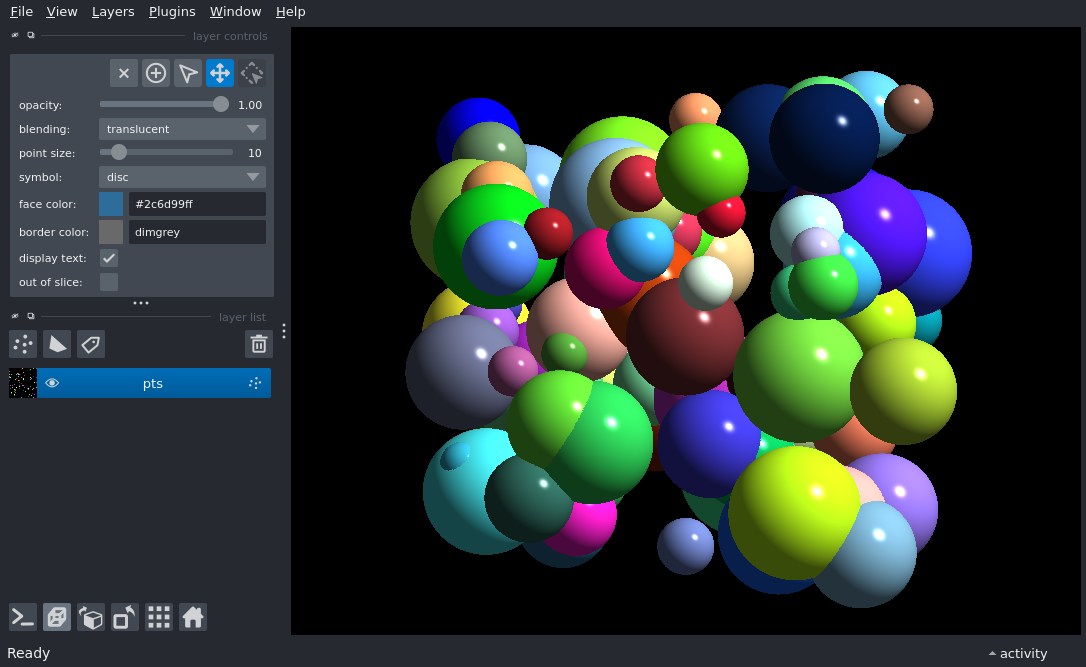 File View Layers Plugins Window Help
layer controls
opacity: 1.00
blending: translucent
point size: 10
symbol: disc
face color: #2c6d99ff
border color: dimgrey
display text:
out of slice:
layer list
pts
Ready activity